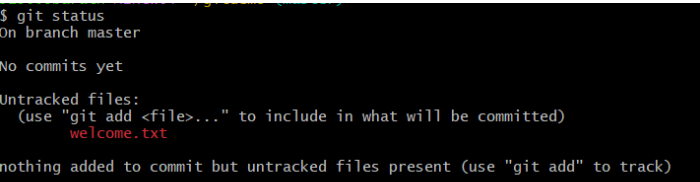 $ git status
On branch master
No commits yet
Untracked files:
(use "git add <file>..." to include in what will be committed)
welcome.txt
nothing added to commit but untracked files present (use "git add" to track)